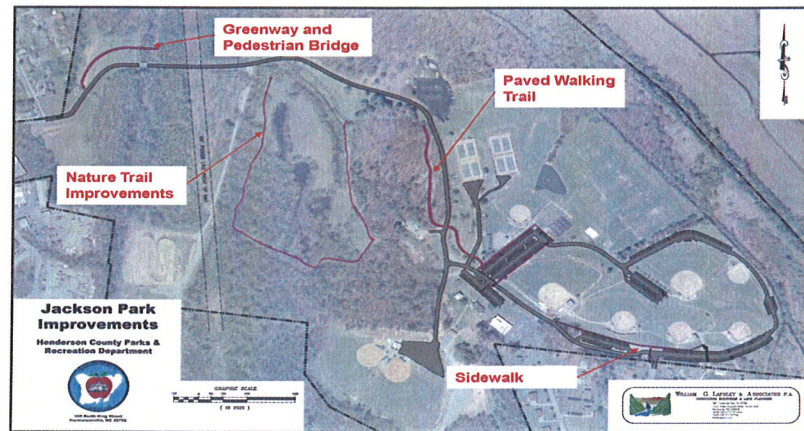 Greenway and
Pedestrian Bridge
Paved Walking
Trail
Nature Trail
Improvements
Jackson Park
Improvements
Henderson County Parks &
Recreation Department
GRAPHIC SCALE
Sidewalk
WILLIAM G. LAPSLEY & ASSOCIATES P.A.